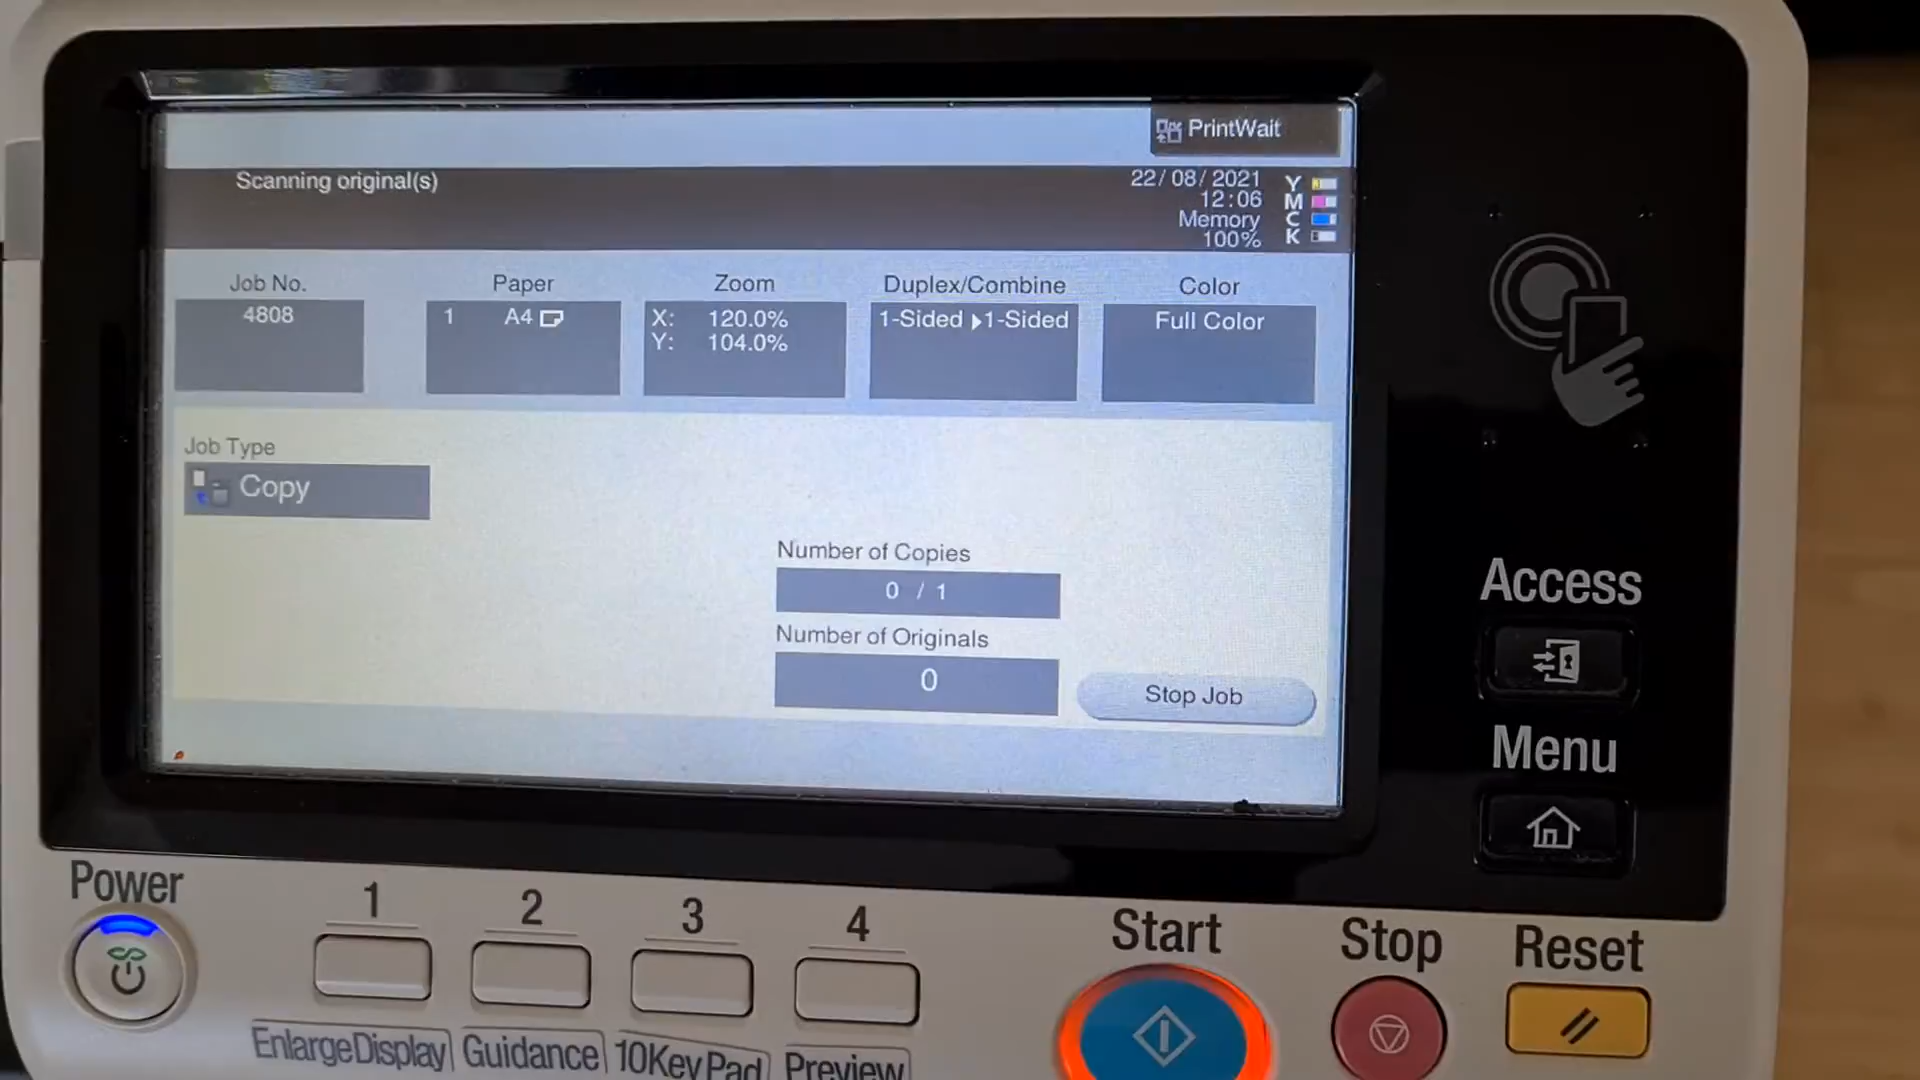 PrintWait
Scanning original(s)
22/08/2021
12:06
Memory
100%
Y
M
C
K
Job No.
4808
Paper
1 A4
Zoom
X: 120.0%
Y: 104.0%
Duplex/Combine
1-Sided ▶ 1-Sided
Color
Full Color
Job Type
Copy
Number of Copies
0 / 1
Number of Originals
0
Stop Job
Access
Menu
Power
1
2
3
4
Start
Stop
Reset
Enlarge Display
Guidance
10 Key Pad
Preview